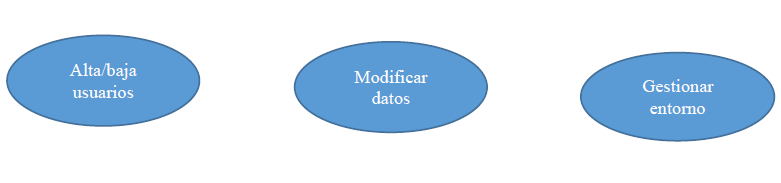 Alta/baja
usuarios
Modificar
datos
Gestionar
entorno